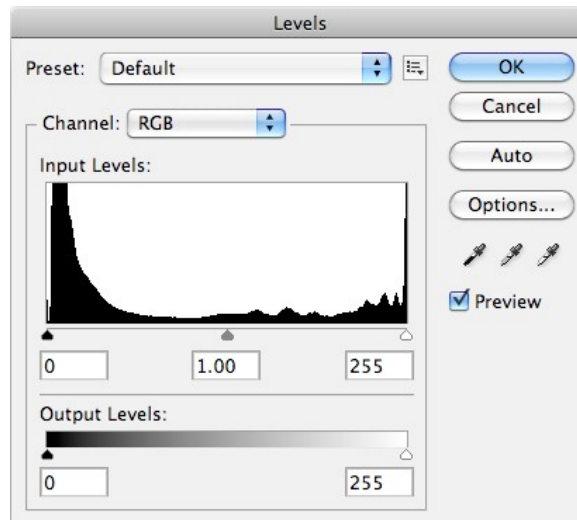 Levels
Preset: Default
OK
Cancel
Auto
Options...
Preview
Channel: RGB
Input Levels:
0 1.00 255
Output Levels:
0 255